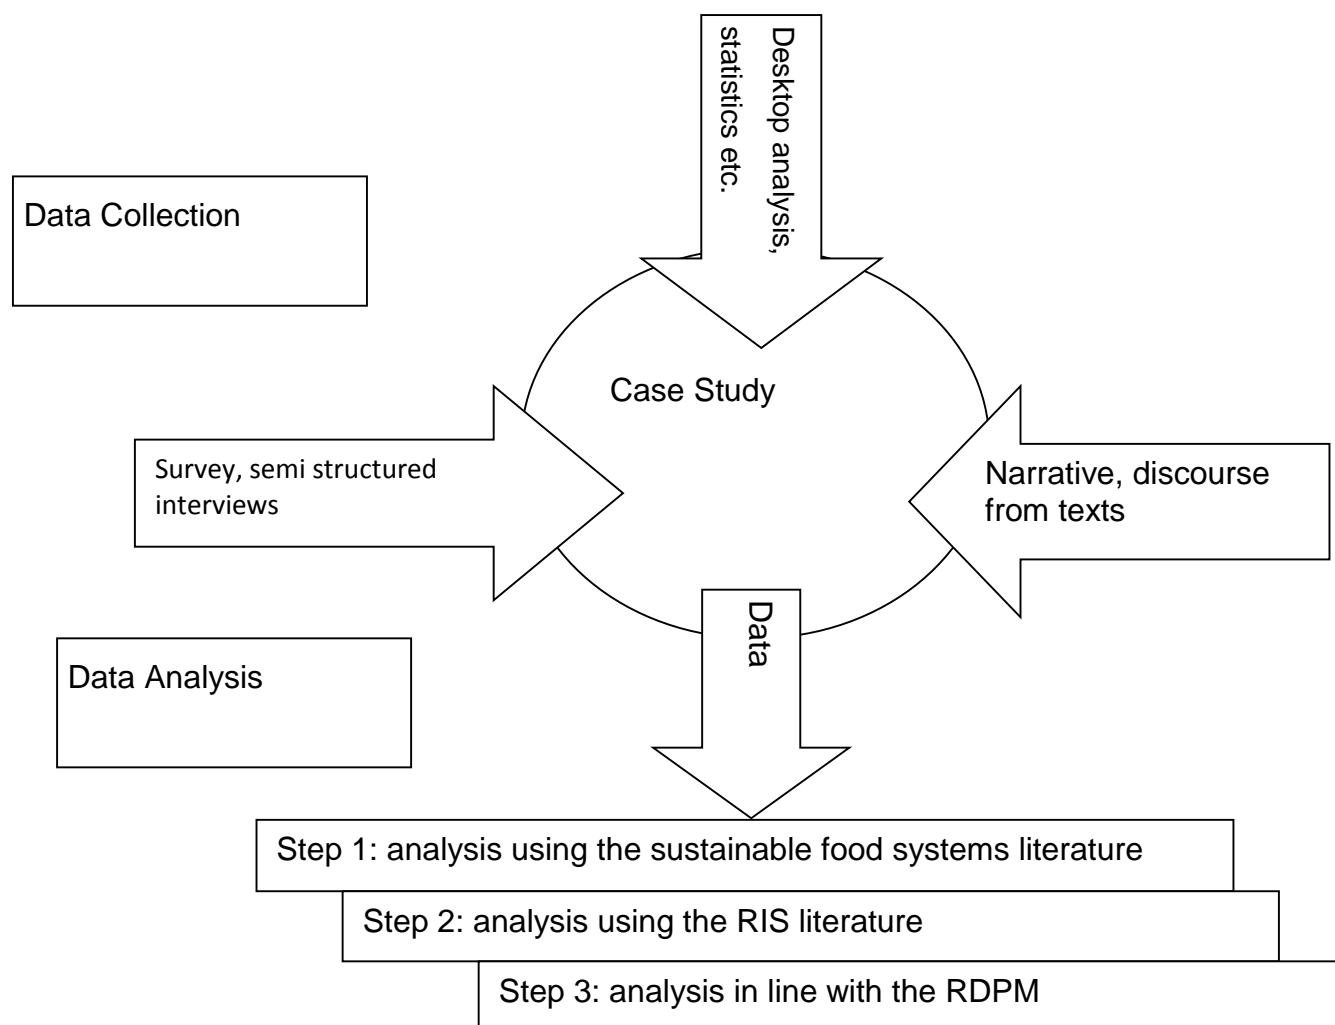 Desktop analysis,
statistics etc.
Data Collection
Case Study
Survey, semi structured
interviews
Narrative, discourse
from texts
Data
Data Analysis
Step 1: analysis using the sustainable food systems literature
Step 2: analysis using the RIS literature
Step 3: analysis in line with the RDPM